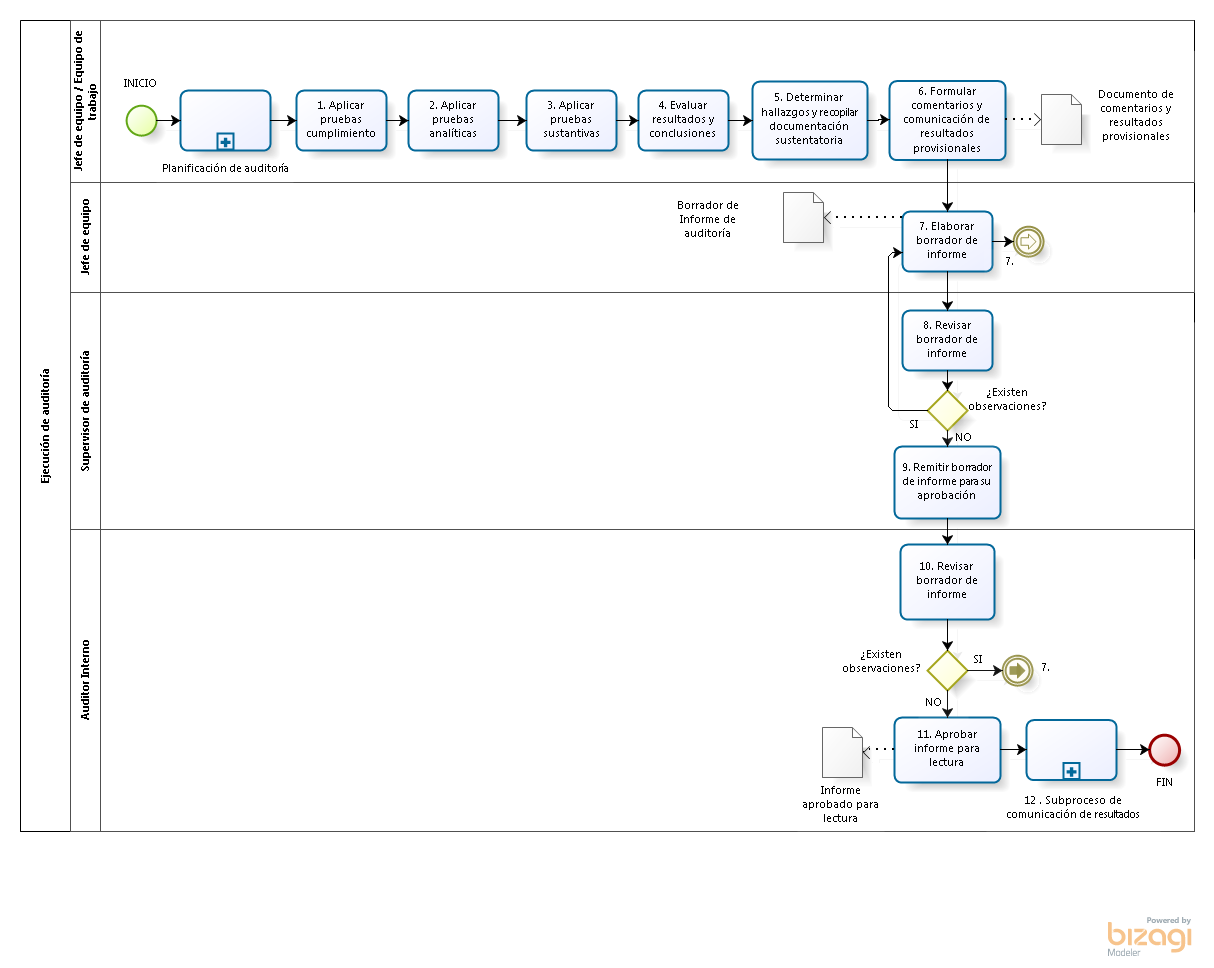 Ejecución de auditoría
Jefe de equipo / Equipo de
trabajo
INICIO
Planificación de auditoría
1. Aplicar
pruebas
cumplimiento
2. Aplicar
pruebas
analíticas
3. Aplicar
pruebas
sustantivas
4. Evaluar
resultados y
conclusiones
5. Determinar
hallazgos y recopilar
documentación
sustentatoria
6. Formular
comentarios y
comunicación de
resultados
provisionales
Documento de
comentarios y
resultados
provisionales
Jefe de equipo
Borrador de
Informe de
auditoría
7. Elaborar
borrador de
informe
7.
Supervisor de auditoría
8. Revisar
borrador de
informe
¿Existen
observaciones?
SI
NO
9. Remitir borrador
de informe para su
aprobación
Auditor Interno
10. Revisar
borrador de
informe
¿Existen
observaciones?
SI
7.
NO
11. Aprobar
informe para
lectura
Informe
aprobado para
lectura
12 . Subproceso de
comunicación de resultados
FIN
Powered by
bizagi
Modeler